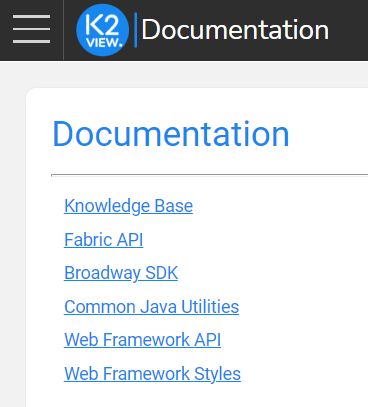 K2
VIEW.
Documentation
Documentation
Knowledge Base
Fabric API
Broadway SDK
Common Java Utilities
Web Framework API
Web Framework Styles